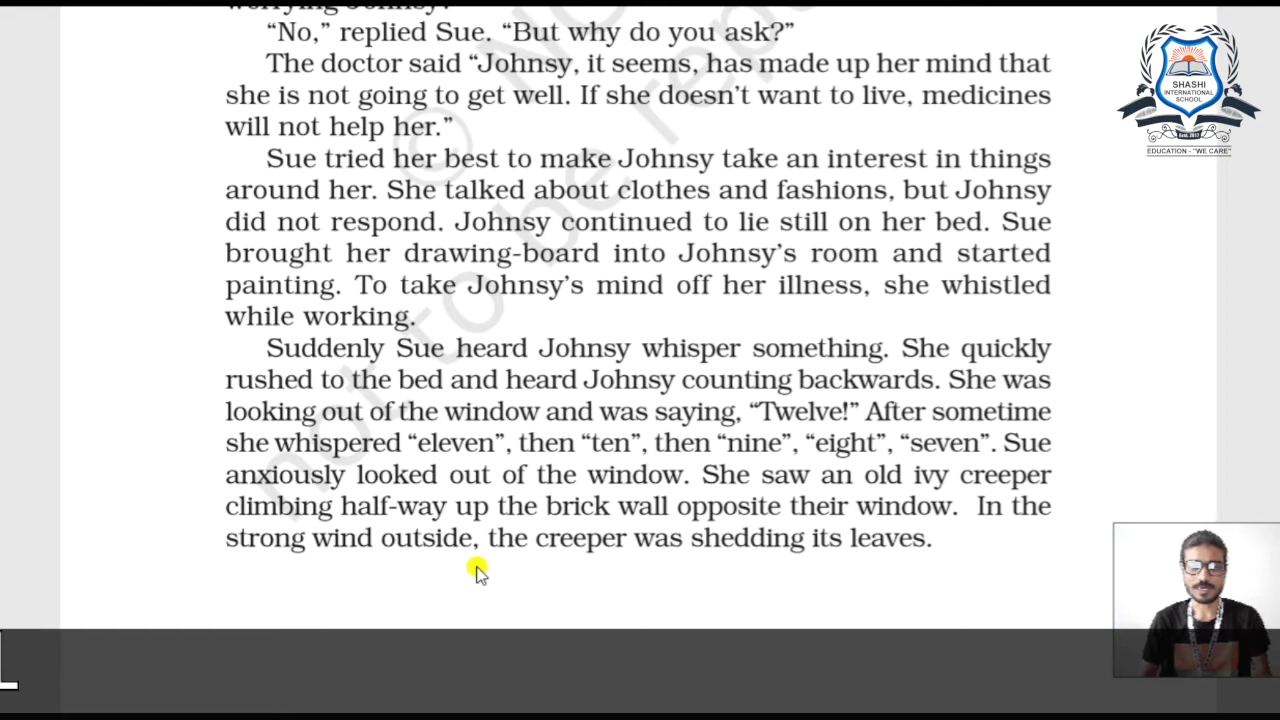 worrying Johnsy?"
“No,” replied Sue. “But why do you ask?”
The doctor said “Johnsy, it seems, has made up her mind that
she is not going to get well. If she doesn’t want to live, medicines
will not help her.”
Sue tried her best to make Johnsy take an interest in things
around her. She talked about clothes and fashions, but Johnsy
did not respond. Johnsy continued to lie still on her bed. Sue
brought her drawing-board into Johnsy’s room and started
painting. To take Johnsy’s mind off her illness, she whistled
while working.
Suddenly Sue heard Johnsy whisper something. She quickly
rushed to the bed and heard Johnsy counting backwards. She was
looking out of the window and was saying, “Twelve!” After sometime
she whispered “eleven”, then “ten”, then “nine”, “eight”, “seven”. Sue
anxiously looked out of the window. She saw an old ivy creeper
climbing half-way up the brick wall opposite their window. In the
strong wind outside, the creeper was shedding its leaves.
© No
not to be rep
SHASHI
INTERNATIONAL
SCHOOL
Estd. 2017
EDUCATION - "WE CARE"